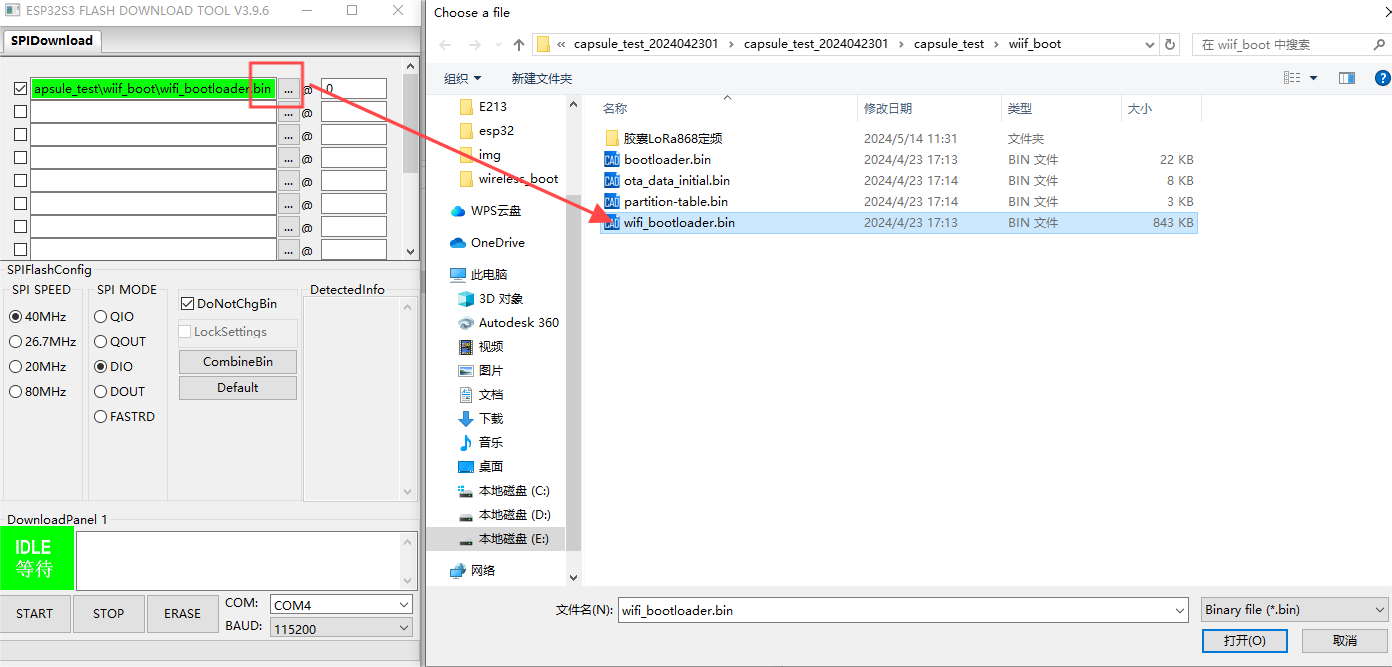 ESP32S3 FLASH DOWNLOAD TOOL V3.9.6
SPIDownload
apsule_test\wiif_boot\wifi_bootloader.bin ... @ 0
... @
... @
... @
... @
... @
... @
... @
SPIFlashConfig
SPI SPEED
40MHz
26.7MHz
20MHz
80MHz
SPI MODE
QIO
QOUT
DIO
DOUT
FASTRD
DoNotChgBin
LockSettings
CombineBin
Default
DetectedInfo
DownloadPanel 1
IDLE
等待
START STOP ERASE
COM: COM4
BAUD: 115200
Choose a file
« capsule_test_2024042301 › capsule_test_2024042301 › capsule_test › wiif_boot
在 wiif_boot 中搜索
组织 新建文件夹
E213
esp32
img
wireless_boot
WPS云盘
OneDrive
此电脑
3D 对象
Autodesk 360
视频
图片
文档
下载
音乐
桌面
本地磁盘 (C:)
本地磁盘 (D:)
本地磁盘 (E:)
网络
名称 修改日期 类型 大小
胶囊LoRa868定频 2024/5/14 11:31 文件夹
CAD bootloader.bin 2024/4/23 17:13 BIN 文件 22 KB
CAD ota_data_initial.bin 2024/4/23 17:14 BIN 文件 8 KB
CAD partition-table.bin 2024/4/23 17:14 BIN 文件 3 KB
CAD wifi_bootloader.bin 2024/4/23 17:13 BIN 文件 843 KB
文件名(N): wifi_bootloader.bin Binary file (*.bin)
打开(O) 取消